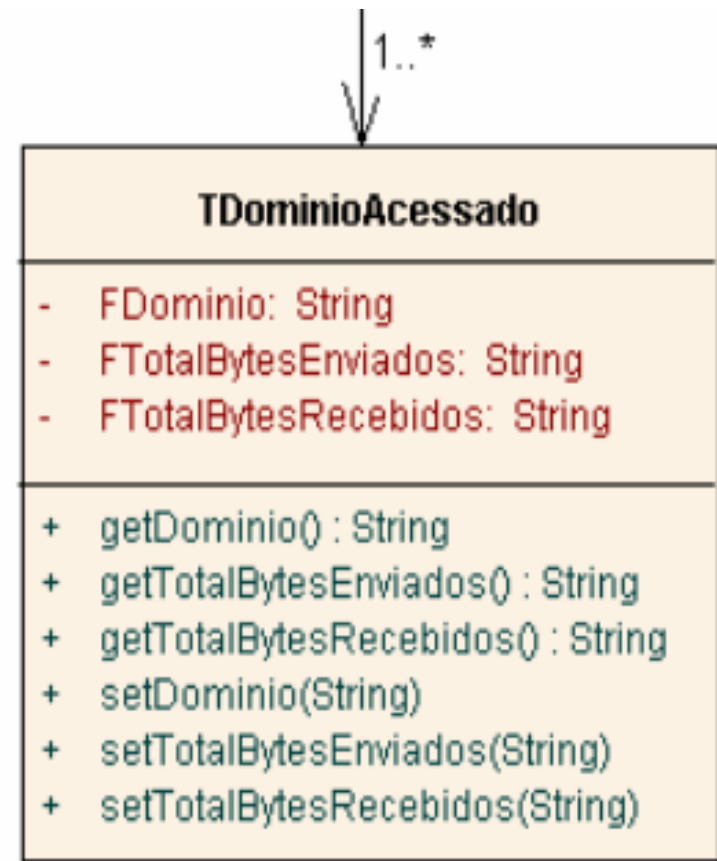 1..*
TDominioAcessado
- FDominio: String
- FTotalBytesEnviados: String
- FTotalBytesRecebidos: String
+ getDominio() : String
+ getTotalBytesEnviados() : String
+ getTotalBytesRecebidos() : String
+ setDominio(String)
+ setTotalBytesEnviados(String)
+ setTotalBytesRecebidos(String)